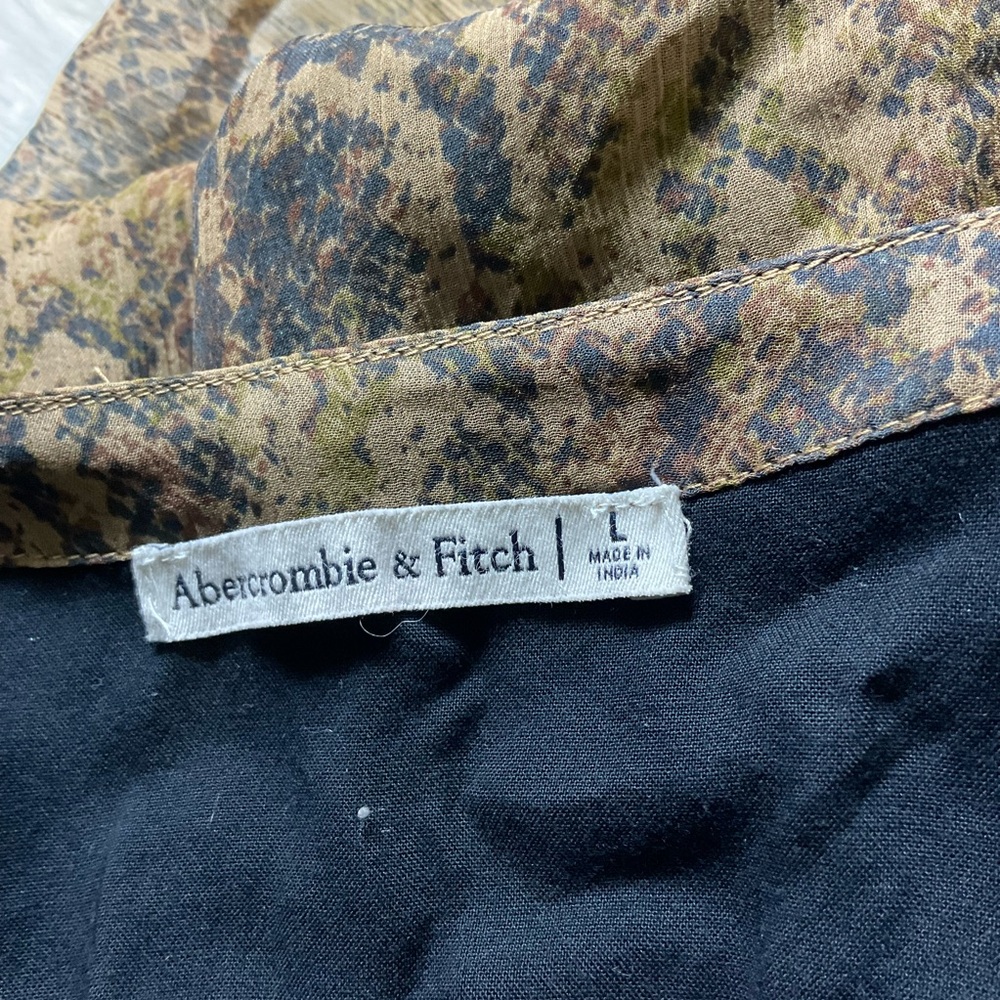 Abercrombie & Fitch | L
MADE IN
INDIA